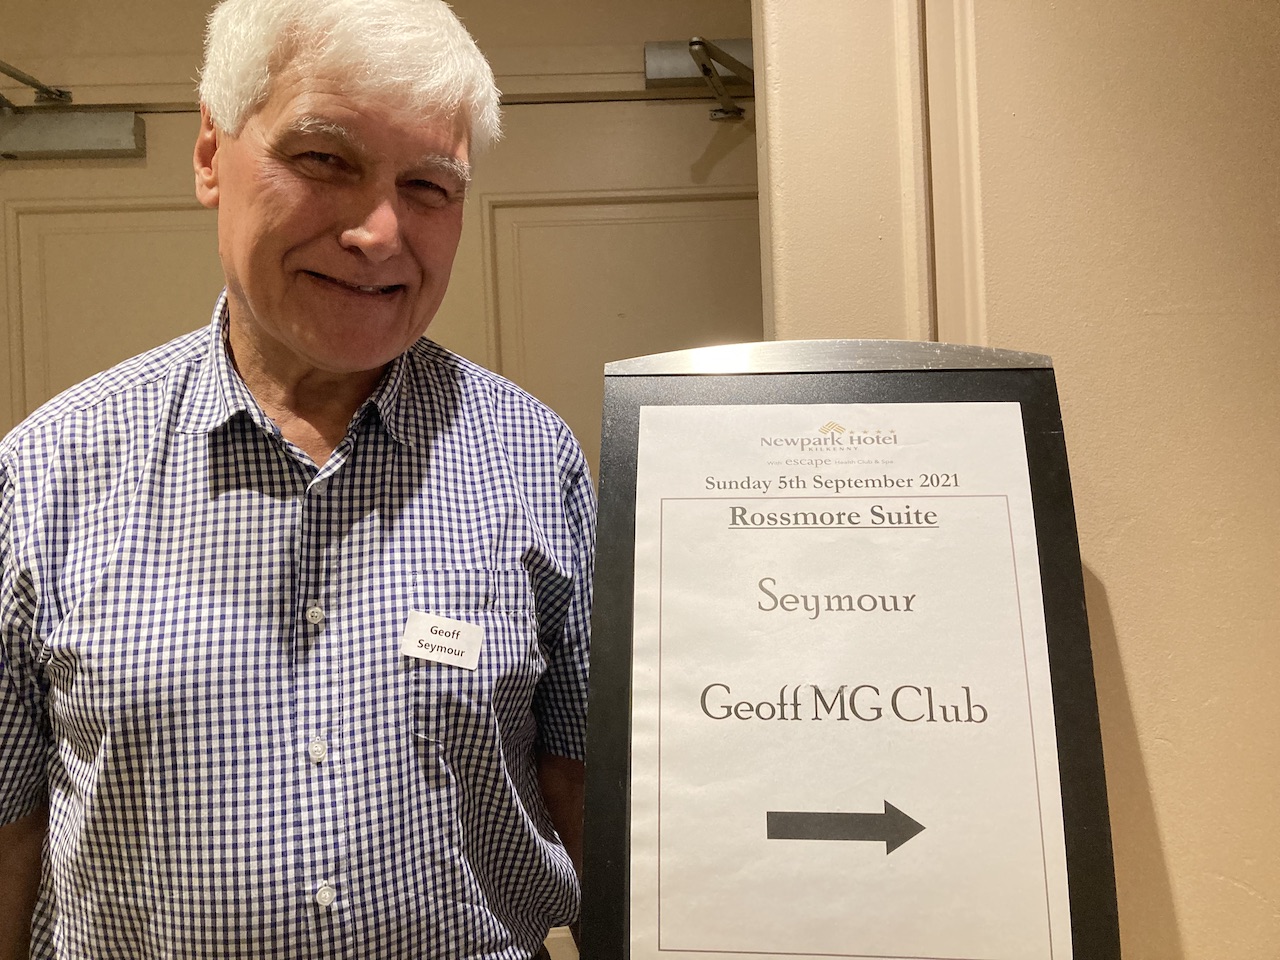 Geoff
Seymour
Newpark Hotel
KILKENNY
With escape Health Club & Spa
Sunday 5th September 2021
Rossmore Suite
Seymour
Geoff MG Club